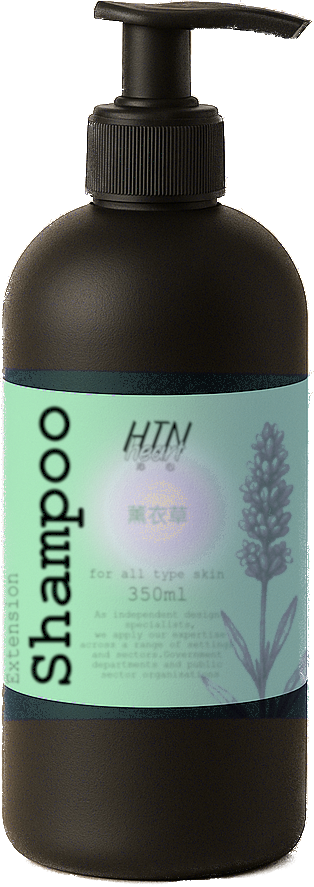 Extension
Shampoo
HTN
heart
薰衣草
for all type skin
350ml
An independent design
specialists,
we apply our expertise
across a range of settings
and sectors.Government
departments and public
sector organisations